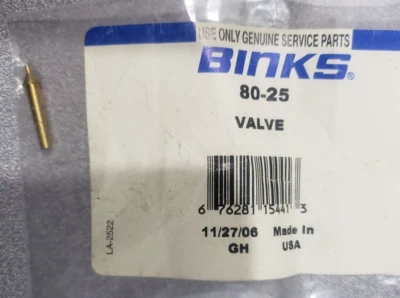 USE ONLY GENUINE SERVICE PARTS
BINKS®
80-25
VALVE
6 76281 15441 3
11/27/06 Made In
GH USA
LA-2522